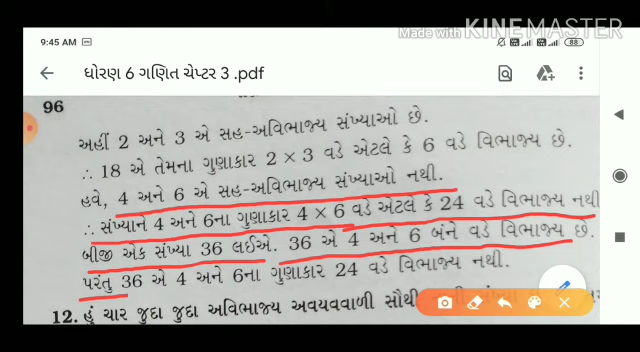 Made with KINEMASTER
9:45 AM
88
ધોરણ 6 ગણિત ચેપ્ટર 3 .pdf
96
અહીં 2 અને 3 એ સહ-અવિભાજ્ય સંખ્યાઓ છે.
∴ 18 એ તેમના ગુણાકાર 2 × 3 વડે એટલે કે 6 વડે વિભાજ્ય છે.
હવે, 4 અને 6 એ સહ-અવિભાજ્ય સંખ્યાઓ નથી.
∴ સંખ્યાને 4 અને 6ના ગુણાકાર 4 × 6 વડે એટલે કે 24 વડે વિભાજ્ય નથી
બીજી એક સંખ્યા 36 લઈએ. 36 એ 4 અને 6 બંને વડે વિભાજ્ય છે.
પરંતુ 36 એ 4 અને 6ના ગુણાકાર 24 વડે વિભાજ્ય નથી.
12. હું ચાર જુદા જુદા અવિભાજ્ય અવયવવાળી સૌથી